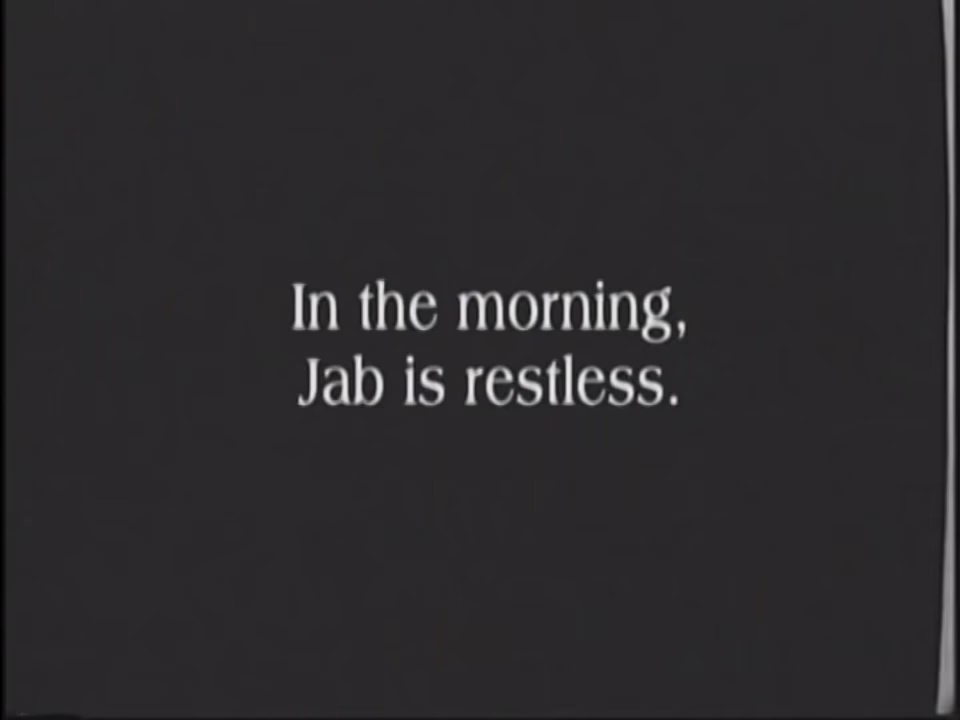 In the morning,
Jab is restless.